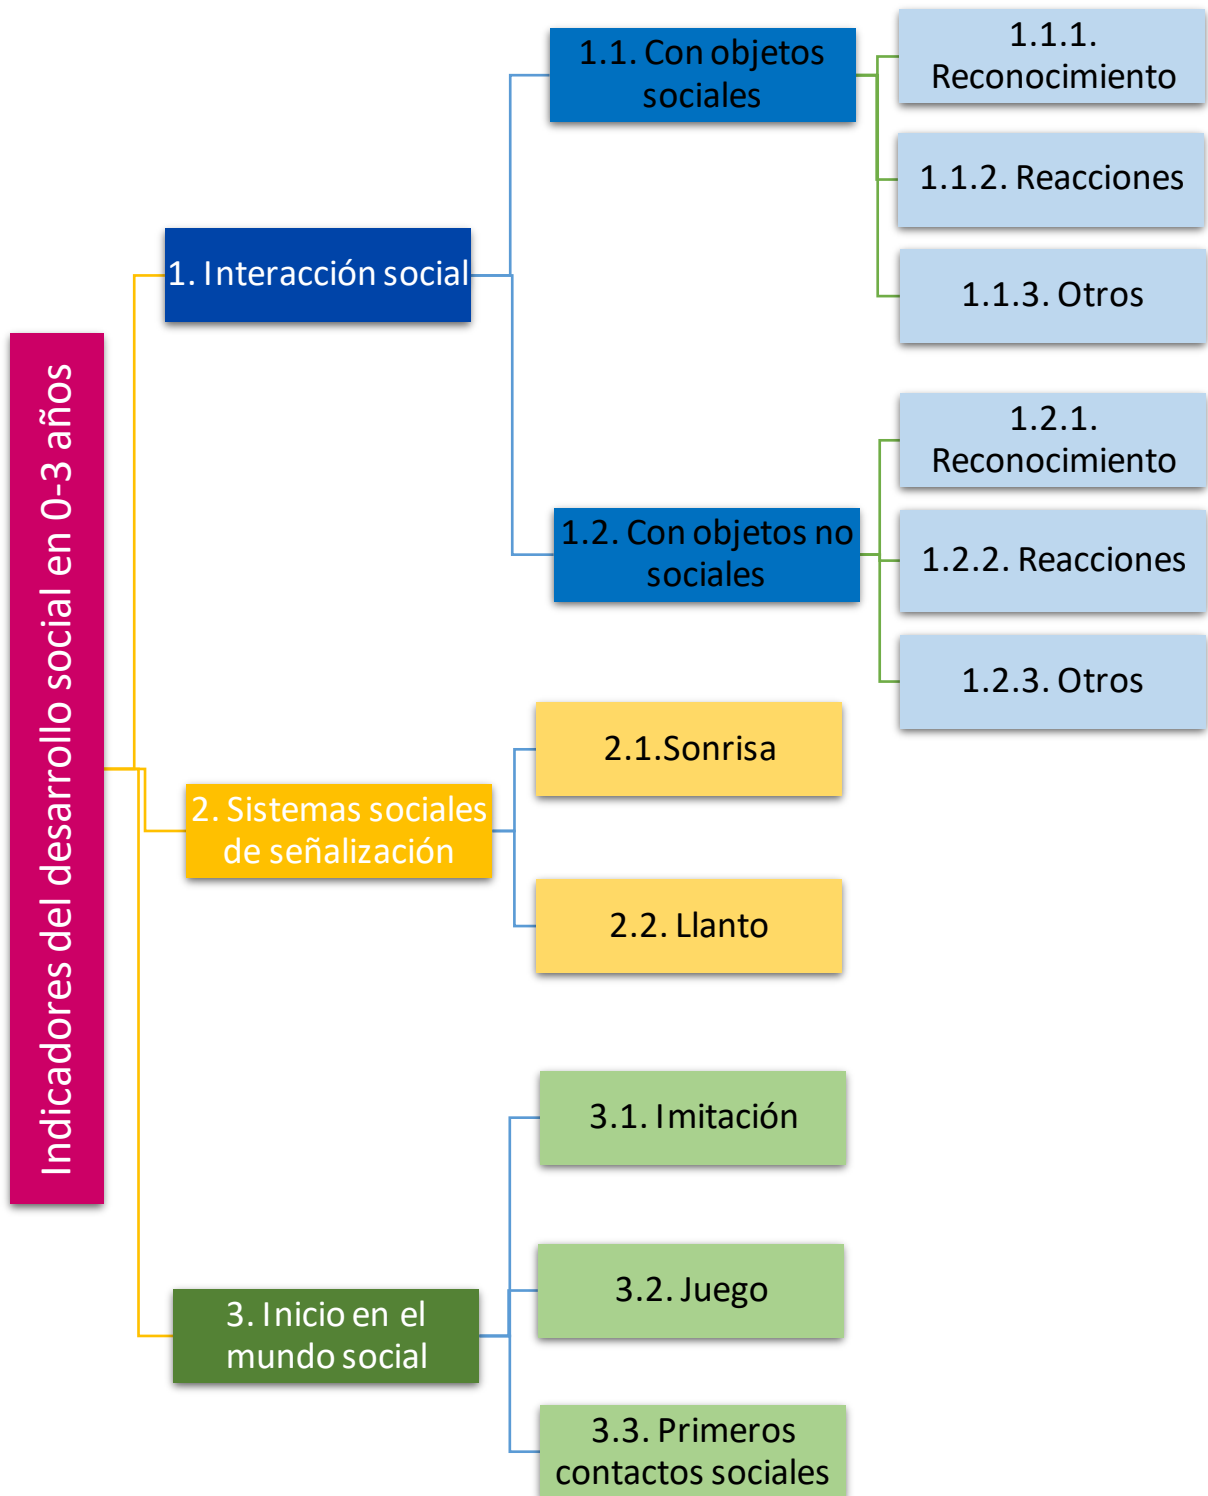 Indicadores del desarrollo social en 0-3 años
1. Interacción social
1.1. Con objetos
sociales
1.1.1.
Reconocimiento
1.1.2. Reacciones
1.1.3. Otros
1.2. Con objetos no
sociales
1.2.1.
Reconocimiento
1.2.2. Reacciones
1.2.3. Otros
2. Sistemas sociales
de señalización
2.1.Sonrisa
2.2. Llanto
3. Inicio en el
mundo social
3.1. Imitación
3.2. Juego
3.3. Primeros
contactos sociales